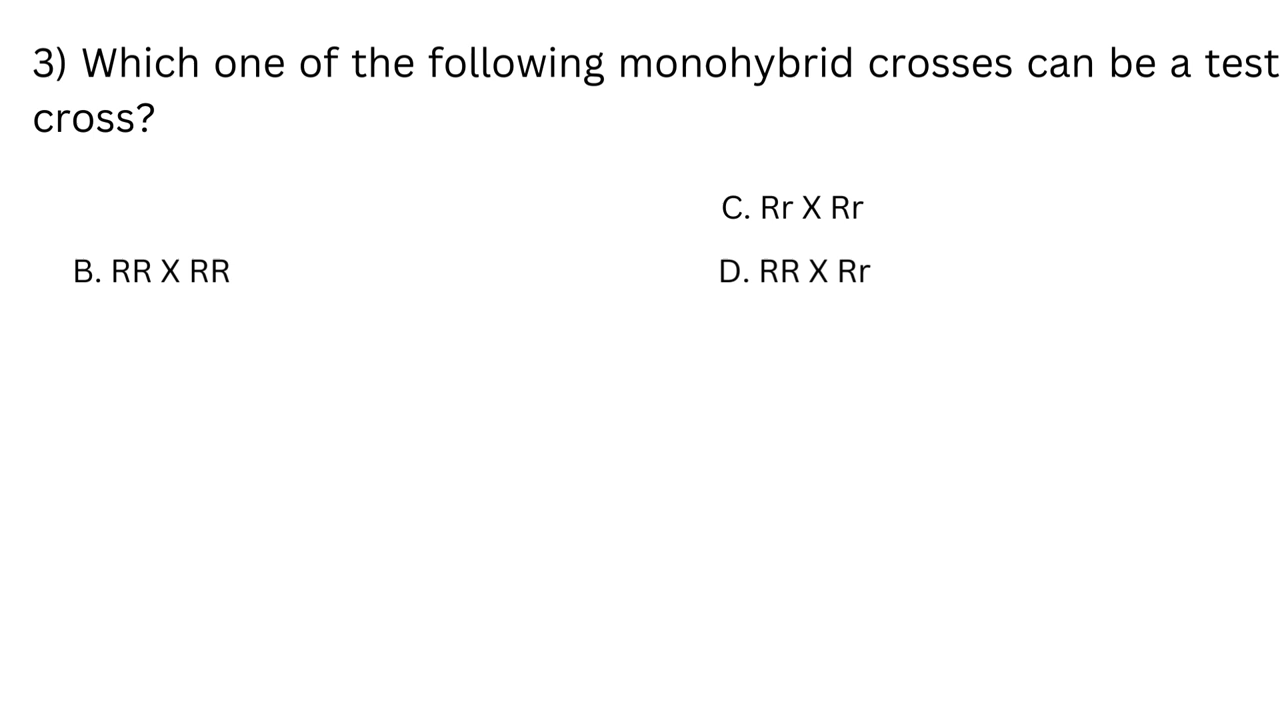 3) Which one of the following monohybrid crosses can be a test
cross?
C. Rr X Rr
B. RR X RR
D. RR X Rr